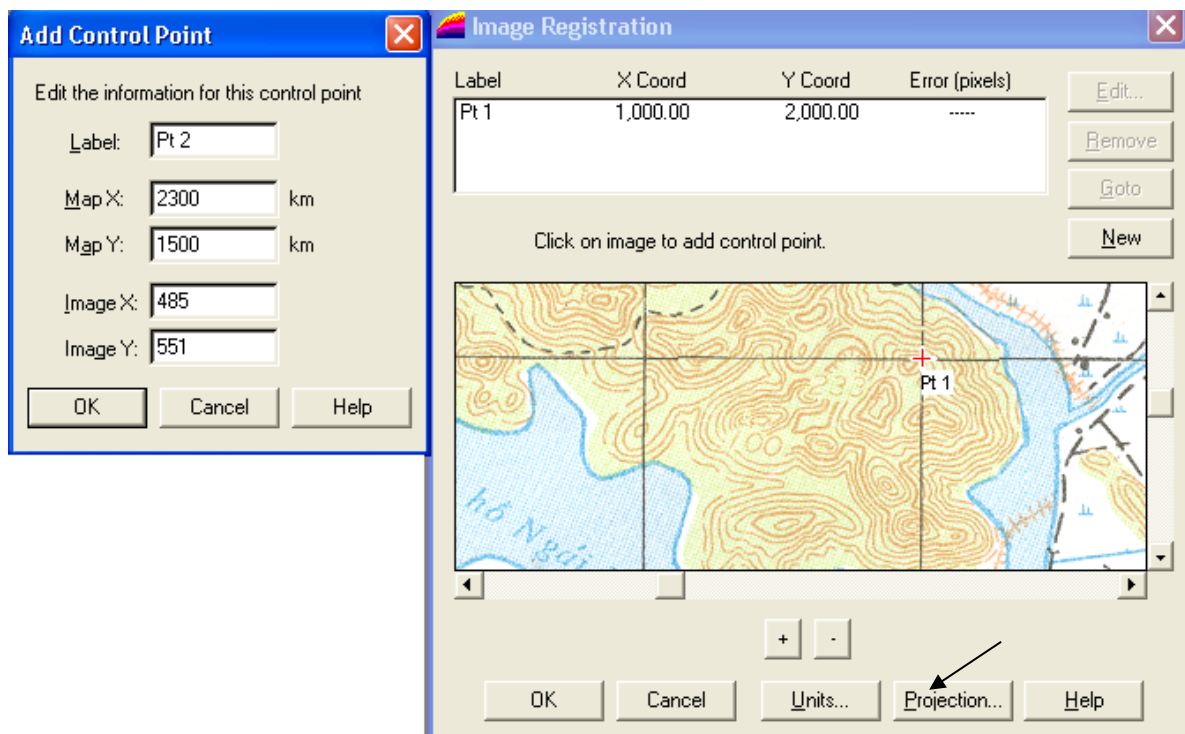 Add Control Point
Edit the information for this control point
Label: Pt 2
Map X: 2300 km
Map Y: 1500 km
Image X: 485
Image Y: 551
OK Cancel Help
Image Registration
Label X Coord Y Coord Error (pixels)
Pt 1 1,000.00 2,000.00 -----
Edit...
Remove
Goto
New
Click on image to add control point.
Pt 1
hồ Ngải
+ -
OK Cancel Units... Projection... Help